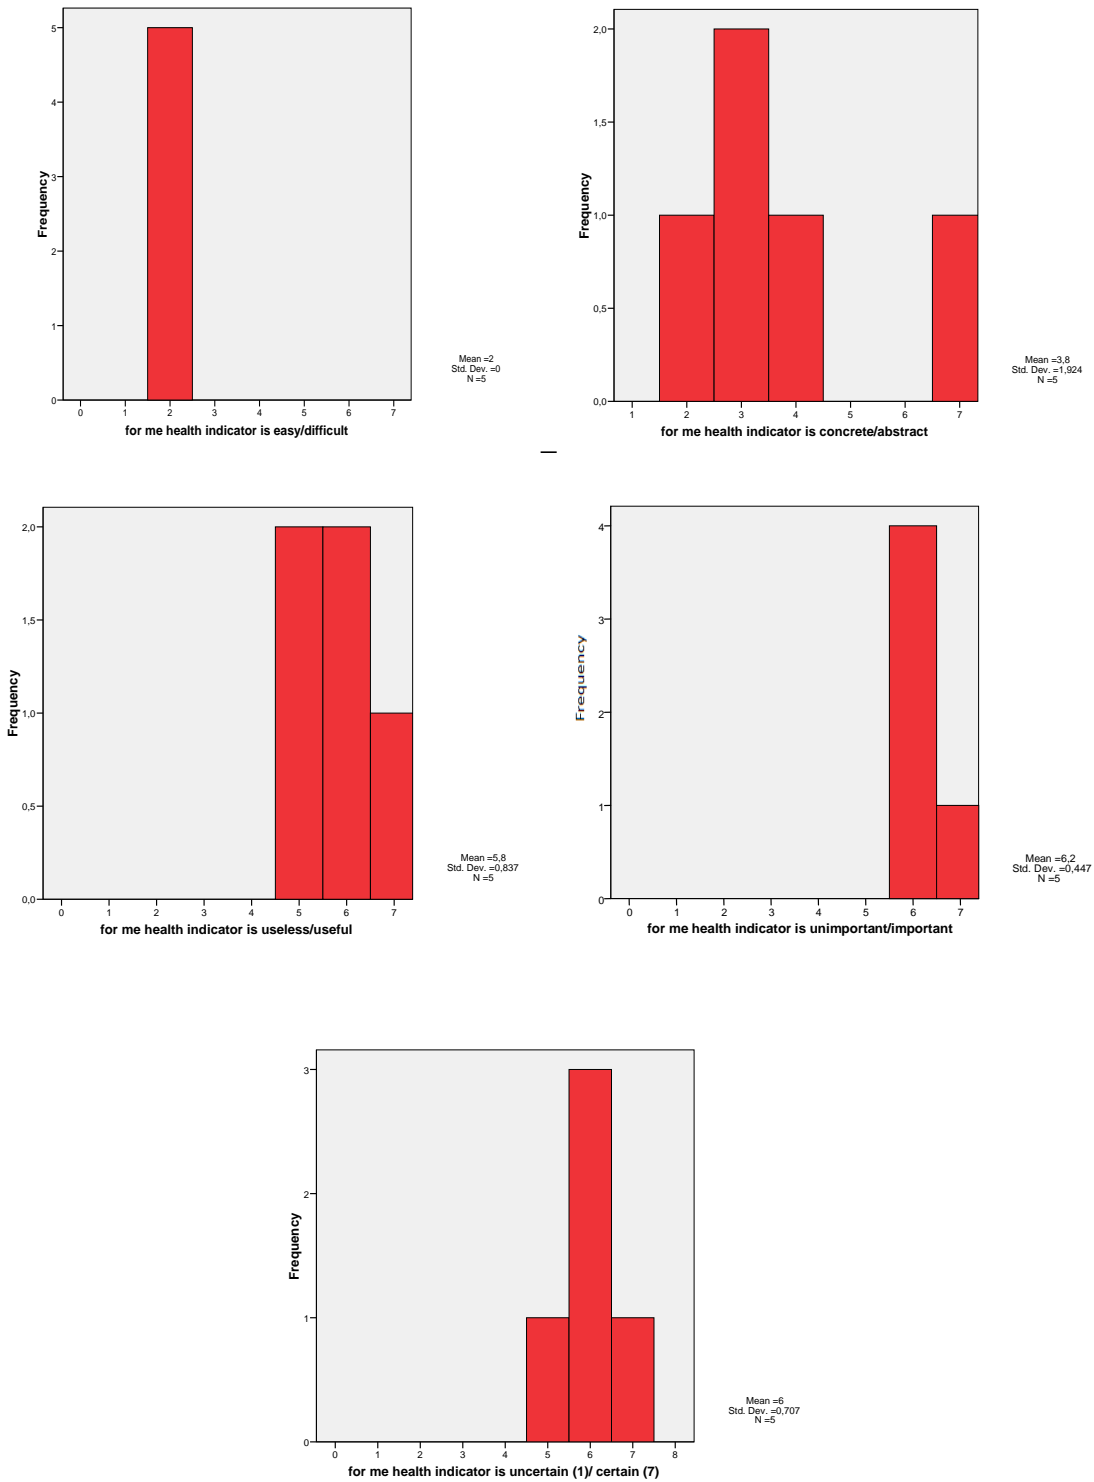 Frequency
5
4
3
2
1
0
0 1 2 3 4 5 6 7
for me health indicator is easy/difficult
Mean =2
Std. Dev. =0
N =5
Frequency
2,0
1,5
1,0
0,5
0,0
1 2 3 4 5 6 7
for me health indicator is concrete/abstract
Mean =3,8
Std. Dev. =1,924
N =5
Frequency
2,0
1,5
1,0
0,5
0,0
0 1 2 3 4 5 6 7
for me health indicator is useless/useful
Mean =5,8
Std. Dev. =0,837
N =5
Frequency
4
3
2
1
0
0 1 2 3 4 5 6 7
for me health indicator is unimportant/important
Mean =6,2
Std. Dev. =0,447
N =5
Frequency
3
2
1
0
0 1 2 3 4 5 6 7 8
for me health indicator is uncertain (1)/ certain (7)
Mean =6
Std. Dev. =0,707
N =5